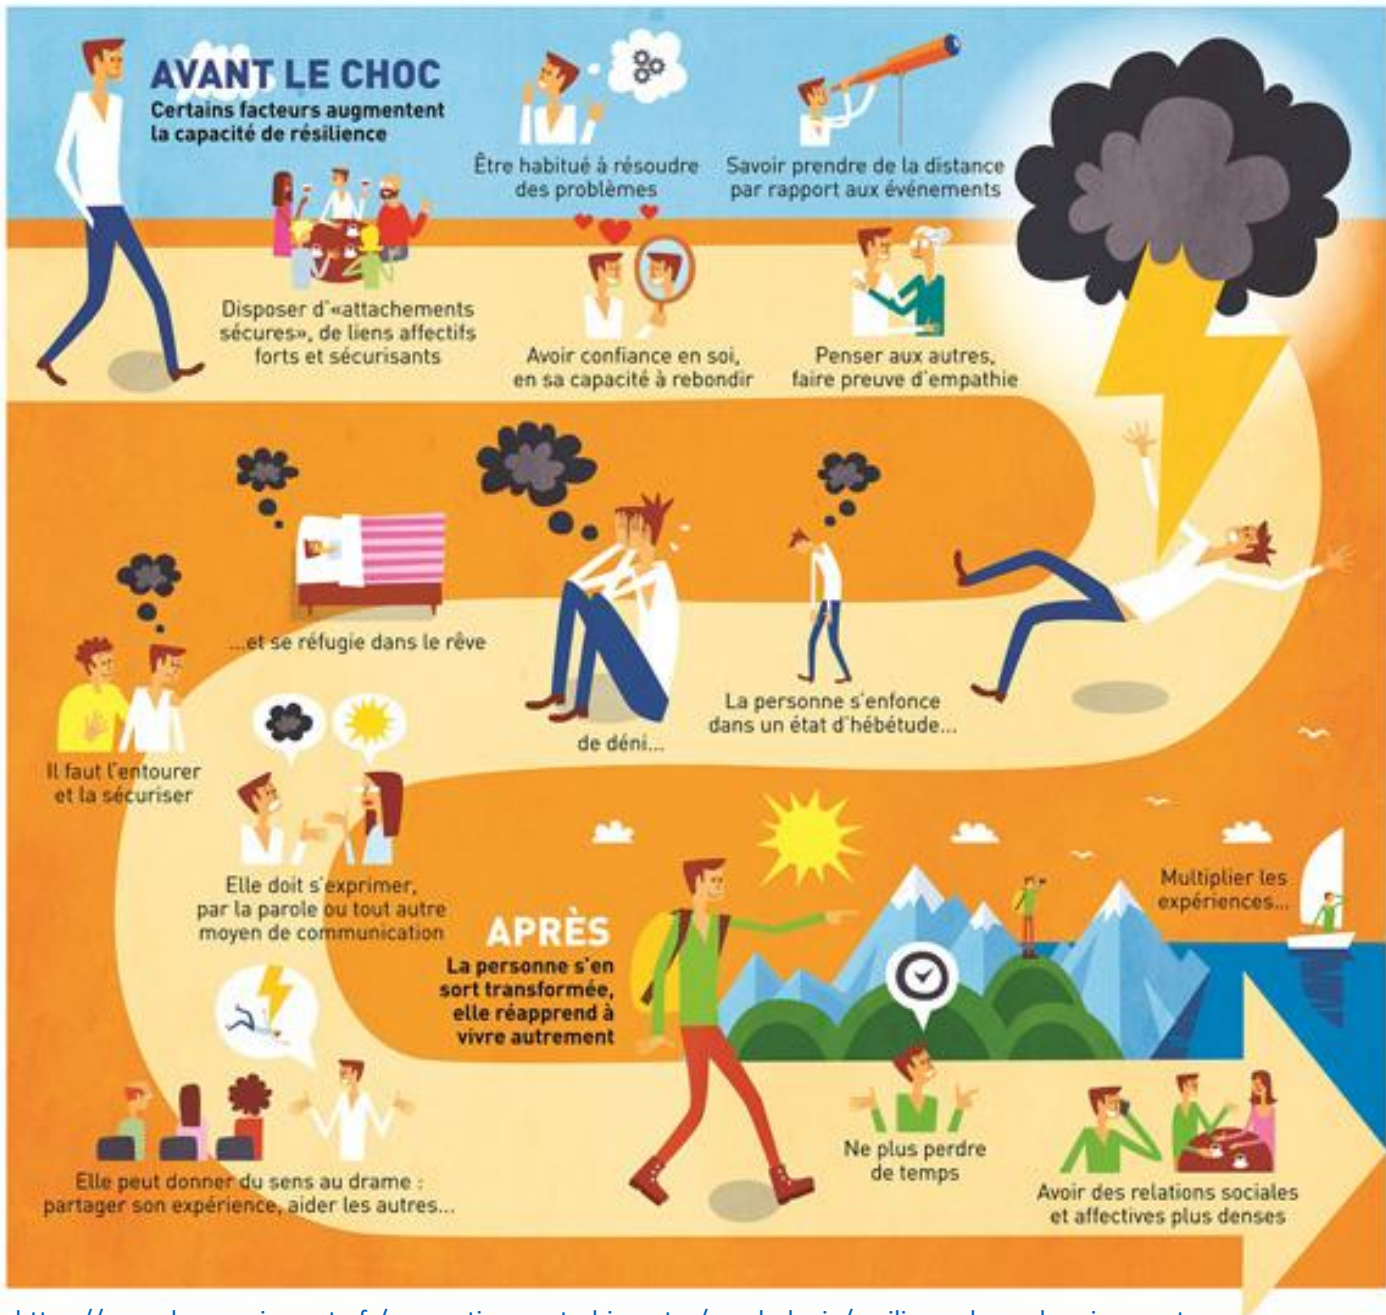 AVANT LE CHOC
Certains facteurs augmentent
la capacité de résilience
Être habitué à résoudre
des problèmes
Savoir prendre de la distance
par rapport aux événements
Disposer d'«attachements
sécures», de liens affectifs
forts et sécurisants
Avoir confiance en soi,
en sa capacité à rebondir
Penser aux autres,
faire preuve d'empathie
La personne s'enfonce
dans un état d'hébétude...
de déni...
...et se réfugie dans le rêve
Il faut l'entourer
et la sécuriser
Elle doit s'exprimer,
par la parole ou tout autre
moyen de communication
Elle peut donner du sens au drame :
partager son expérience, aider les autres...
APRÈS
La personne s'en
sort transformée,
elle réapprend à
vivre autrement
Ne plus perdre
de temps
Avoir des relations sociales
et affectives plus denses
Multiplier les
expériences...